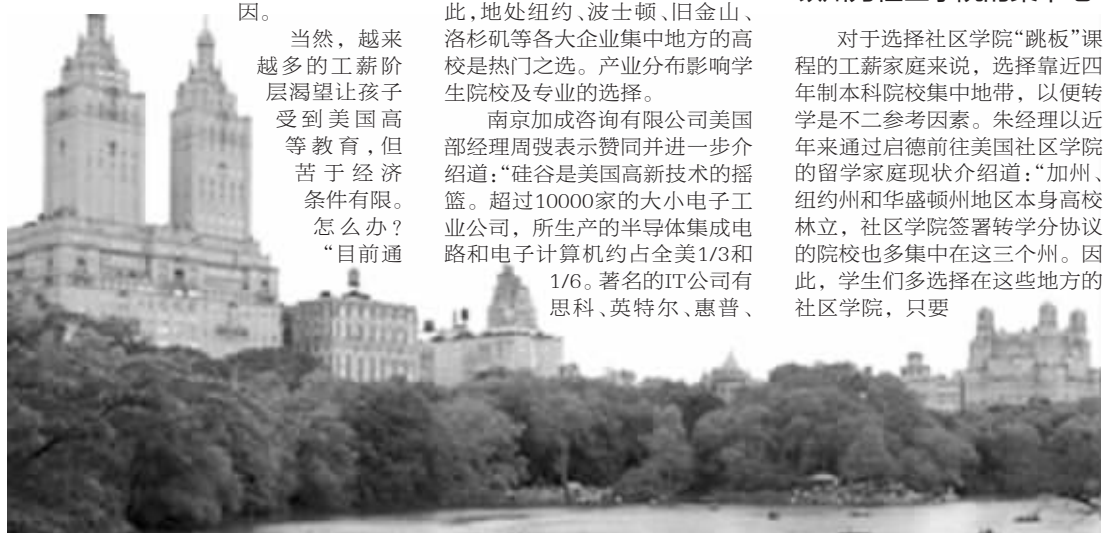 因。
当然，越来
越多的工薪阶
层渴望让孩子
受到美国高
等教育，但
苦于经济
条件有限。
怎么办？
“目前通
此，地处纽约、波士顿、旧金山、
洛杉矶等各大企业集中地方的高
校是热门之选。产业分布影响学
生院校及专业的选择。
南京加成咨询有限公司美国
部经理周弢表示赞同并进一步介
绍道：“硅谷是美国高新技术的摇
篮。超过10000家的大小电子工
业公司，所生产的半导体集成电
路和电子计算机约占全美1/3和
1/6。著名的IT公司有
思科、英特尔、惠普、
对于选择社区学院“跳板”课
程的工薪家庭来说，选择靠近四
年制本科院校集中地带，以便转
学是不二参考因素。朱经理以近
年来通过启德前往美国社区学院
的留学家庭现状介绍道：“加州、
纽约州和华盛顿州地区本身高校
林立，社区学院签署转学分协议
的院校也多集中在这三个州。因
此，学生们多选择在这些地方的
社区学院，只要